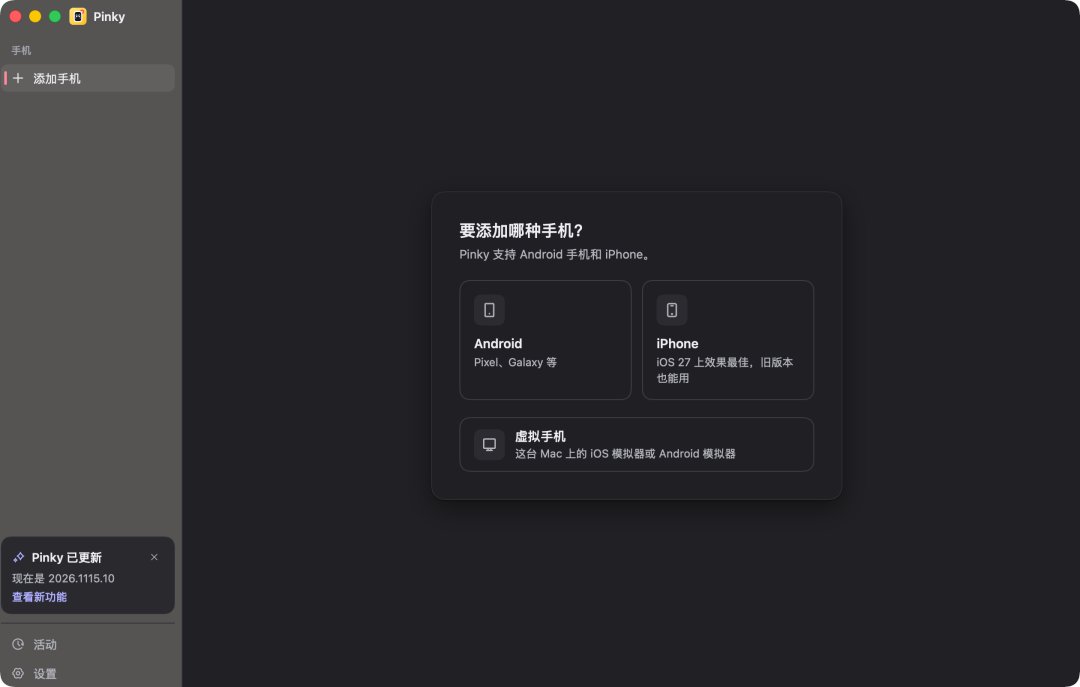 Pinky
手机
添加手机
要添加哪种手机?
Pinky 支持 Android 手机和 iPhone。
Android
Pixel、Galaxy 等
iPhone
iOS 27 上效果最佳，旧版本
也能用
虚拟手机
这台 Mac 上的 iOS 模拟器或 Android 模拟器
Pinky 已更新
现在是 2026.1115.10
查看新功能
活动
设置